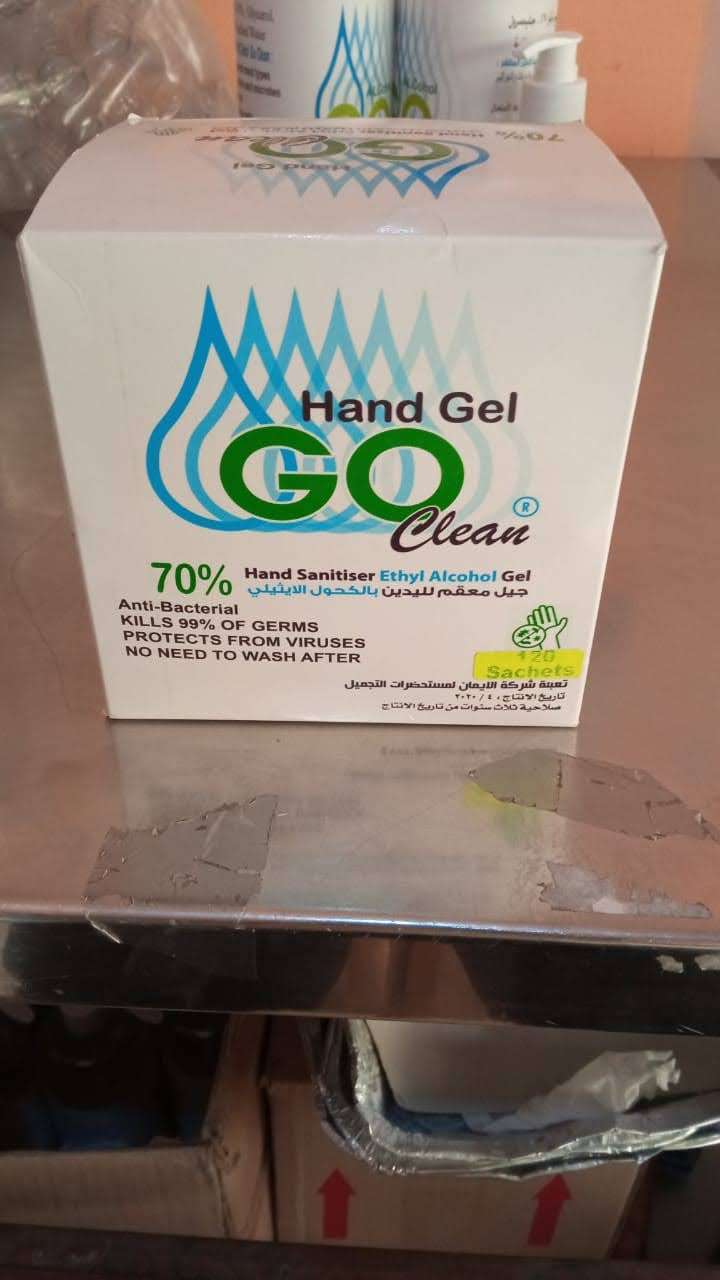 Hand Gel
GO
Clean
®
70% Hand Sanitiser Ethyl Alcohol Gel
جيل معقم لليدين بالكحول الايثيلي
Anti-Bacterial
KILLS 99% OF GERMS
PROTECTS FROM VIRUSES
NO NEED TO WASH AFTER
120
Sachets
تعبئة شركة الايمان لمستحضرات التجميل
تاريخ الانتاج ، ٤ / ٢٠٢٠
صلاحية ثلاث سنوات من تاريخ الانتاج